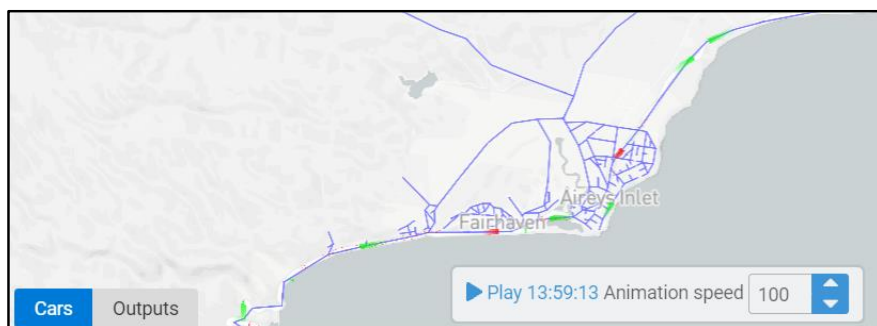 Aireys Inlet
Fairhaven
Cars Outputs
Play 13:59:13 Animation speed 100